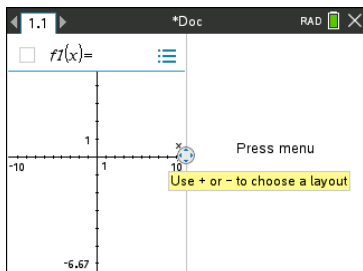 1.1 *Doc RAD
f1(x)=
1
x
-10 1 10
Press menu
Use + or – to choose a layout
-6.67